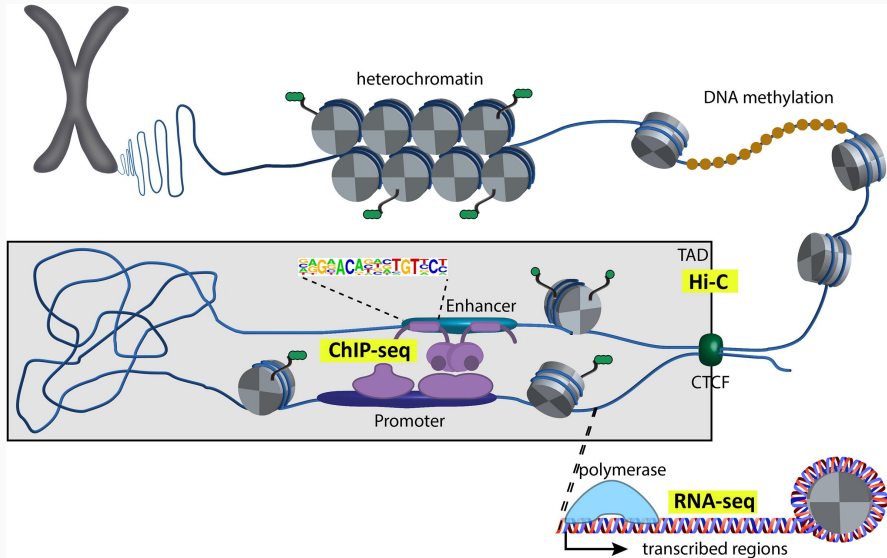 heterochromatin
DNA methylation
TAD
Hi-C
Enhancer
ChIP-seq
CTCF
Promoter
polymerase
RNA-seq
transcribed regions